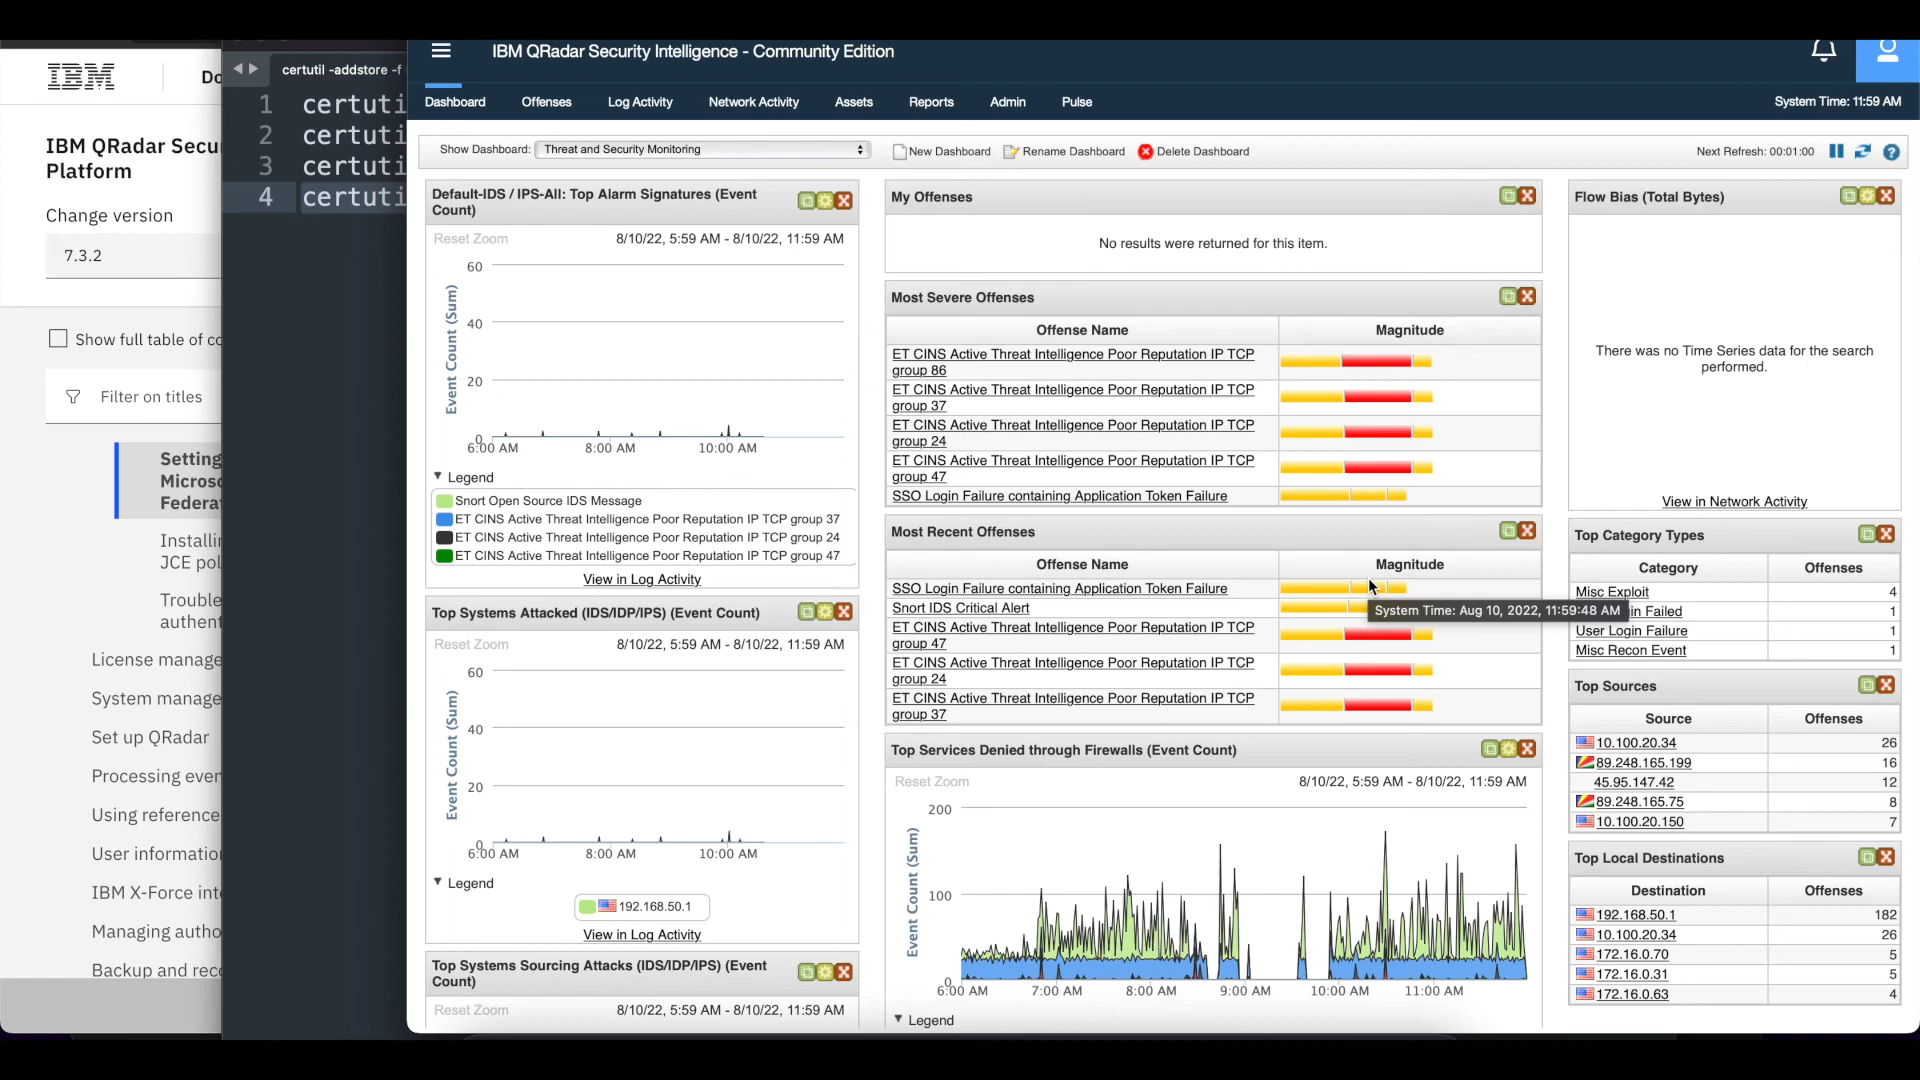 IBM
Do
IBM QRadar Secu
Platform
Change version
7.3.2
Show full table of co
Filter on titles
Setting
Microso
Federa
Installi
JCE pol
Trouble
authent
License manage
System manage
Set up QRadar
Processing even
Using reference
User information
IBM X-Force int
Managing autho
Backup and reco
certutil -addstore -f
1 certuti
2 certuti
3 certuti
4 certuti
IBM QRadar Security Intelligence - Community Edition
Dashboard Offenses Log Activity Network Activity Assets Reports Admin Pulse
System Time: 11:59 AM
Show Dashboard: Threat and Security Monitoring
New Dashboard Rename Dashboard Delete Dashboard
Next Refresh: 00:01:00
Default-IDS / IPS-All: Top Alarm Signatures (Event
Count)
Reset Zoom 8/10/22, 5:59 AM - 8/10/22, 11:59 AM
Event Count (Sum)
60
40
20
0
6:00 AM 8:00 AM 10:00 AM
Legend
Snort Open Source IDS Message
ET CINS Active Threat Intelligence Poor Reputation IP TCP group 37
ET CINS Active Threat Intelligence Poor Reputation IP TCP group 24
ET CINS Active Threat Intelligence Poor Reputation IP TCP group 47
View in Log Activity
Top Systems Attacked (IDS/IDP/IPS) (Event Count)
Reset Zoom 8/10/22, 5:59 AM - 8/10/22, 11:59 AM
Event Count (Sum)
60
40
20
0
6:00 AM 8:00 AM 10:00 AM
Legend
192.168.50.1
View in Log Activity
Top Systems Sourcing Attacks (IDS/IDP/IPS) (Event
Count)
Reset Zoom 8/10/22, 5:59 AM - 8/10/22, 11:59 AM
My Offenses
No results were returned for this item.
Most Severe Offenses
Offense Name Magnitude
ET CINS Active Threat Intelligence Poor Reputation IP TCP
group 86
ET CINS Active Threat Intelligence Poor Reputation IP TCP
group 37
ET CINS Active Threat Intelligence Poor Reputation IP TCP
group 24
ET CINS Active Threat Intelligence Poor Reputation IP TCP
group 47
SSO Login Failure containing Application Token Failure
Most Recent Offenses
Offense Name Magnitude
SSO Login Failure containing Application Token Failure
Snort IDS Critical Alert
System Time: Aug 10, 2022, 11:59:48 AM
ET CINS Active Threat Intelligence Poor Reputation IP TCP
group 47
ET CINS Active Threat Intelligence Poor Reputation IP TCP
group 24
ET CINS Active Threat Intelligence Poor Reputation IP TCP
group 37
Top Services Denied through Firewalls (Event Count)
Reset Zoom 8/10/22, 5:59 AM - 8/10/22, 11:59 AM
Event Count (Sum)
200
100
0
6:00 AM 7:00 AM 8:00 AM 9:00 AM 10:00 AM 11:00 AM
Legend
Flow Bias (Total Bytes)
There was no Time Series data for the search
performed.
View in Network Activity
Top Category Types
Category Offenses
Misc Exploit 4
in Failed 1
User Login Failure 1
Misc Recon Event 1
Top Sources
Source Offenses
10.100.20.34 26
89.248.165.199 16
45.95.147.42 12
89.248.165.75 8
10.100.20.150 7
Top Local Destinations
Destination Offenses
192.168.50.1 182
10.100.20.34 26
172.16.0.70 5
172.16.0.31 5
172.16.0.63 4